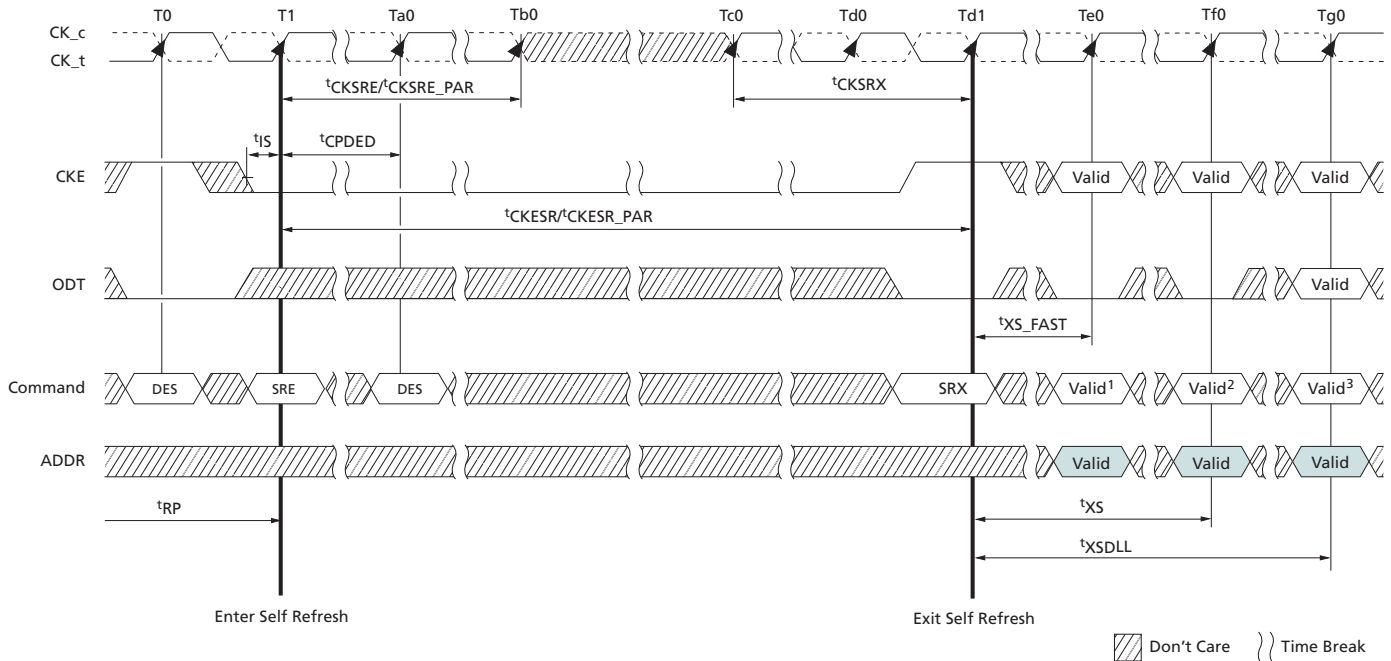 T0 T1 Ta0 Tb0 Tc0 Td0 Td1 Te0 Tf0 Tg0
CK_c
CK_t
tCKSRE/tCKSRE_PAR tCKSRX
tIS tCPDED
CKE Valid Valid Valid
tCKESR/tCKESR_PAR
ODT Valid
tXS_FAST
Command DES SRE DES SRX Valid1 Valid2 Valid3
ADDR Valid Valid Valid
tRP tXS
tXSDLL
Enter Self Refresh Exit Self Refresh
Don't Care Time Break